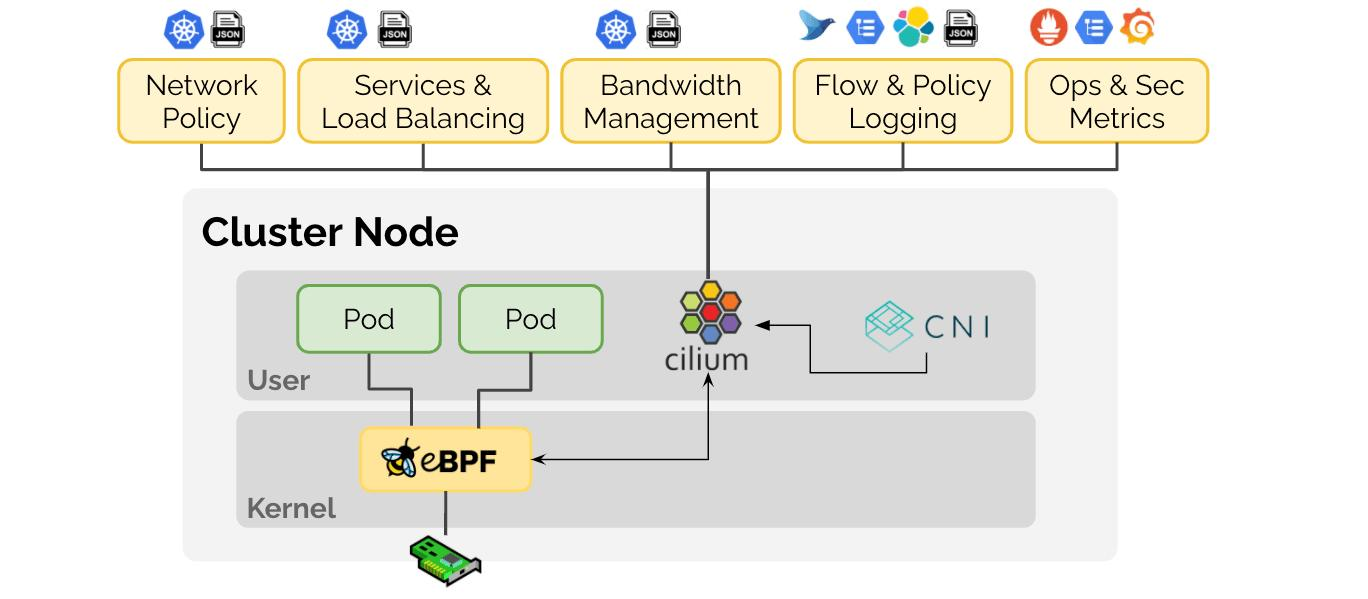 JSON
JSON
JSON
JSON
Network
Policy
Services &
Load Balancing
Bandwidth
Management
Flow & Policy
Logging
Ops & Sec
Metrics
Cluster Node
Pod
Pod
cilium
CNI
User
eBPF
Kernel